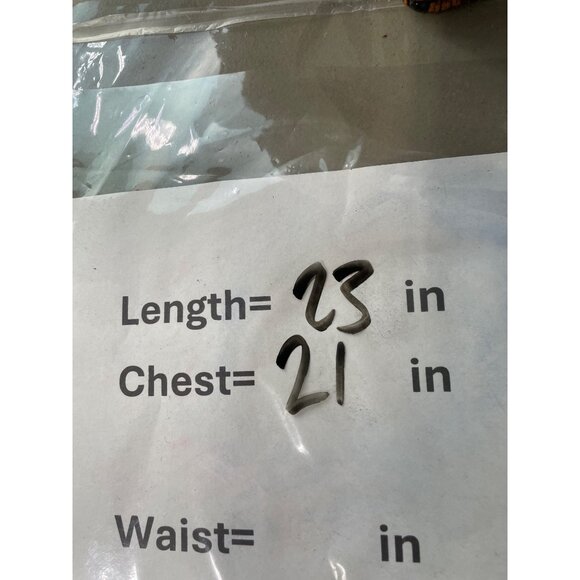 Length= 23 in
Chest= 21 in
Waist= in